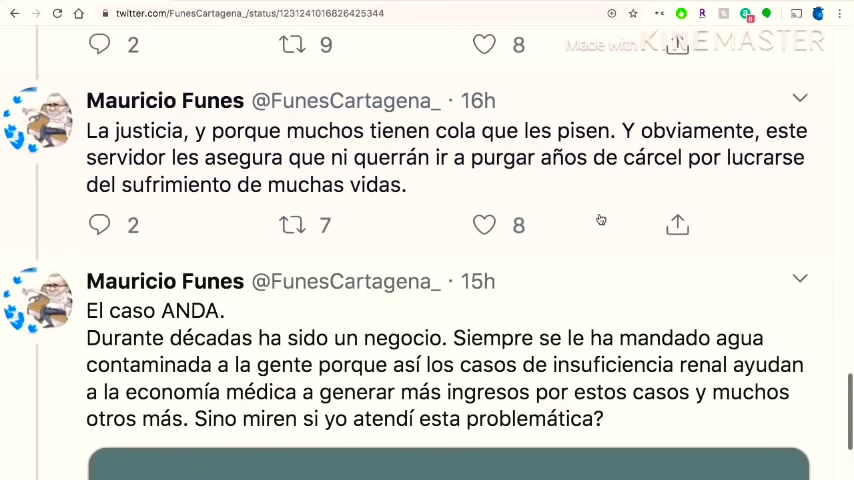 twitter.com/FunesCartagena_/status/1231241016826425344
2 9 8
Made with KINEMASTER
Mauricio Funes @FunesCartagena_ · 16h
La justicia, y porque muchos tienen cola que les pisen. Y obviamente, este
servidor les asegura que ni querrán ir a purgar años de cárcel por lucrarse
del sufrimiento de muchas vidas.
2 7 8
Mauricio Funes @FunesCartagena_ · 15h
El caso ANDA.
Durante décadas ha sido un negocio. Siempre se le ha mandado agua
contaminada a la gente porque así los casos de insuficiencia renal ayudan
a la economía médica a generar más ingresos por estos casos y muchos
otros más. Sino miren si yo atendí esta problemática?